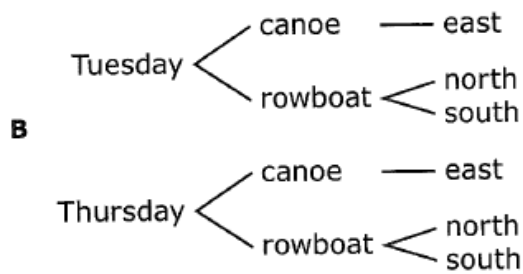 canoe east
Tuesday
north
rowboat
south
B
canoe east
Thursday
north
rowboat
south